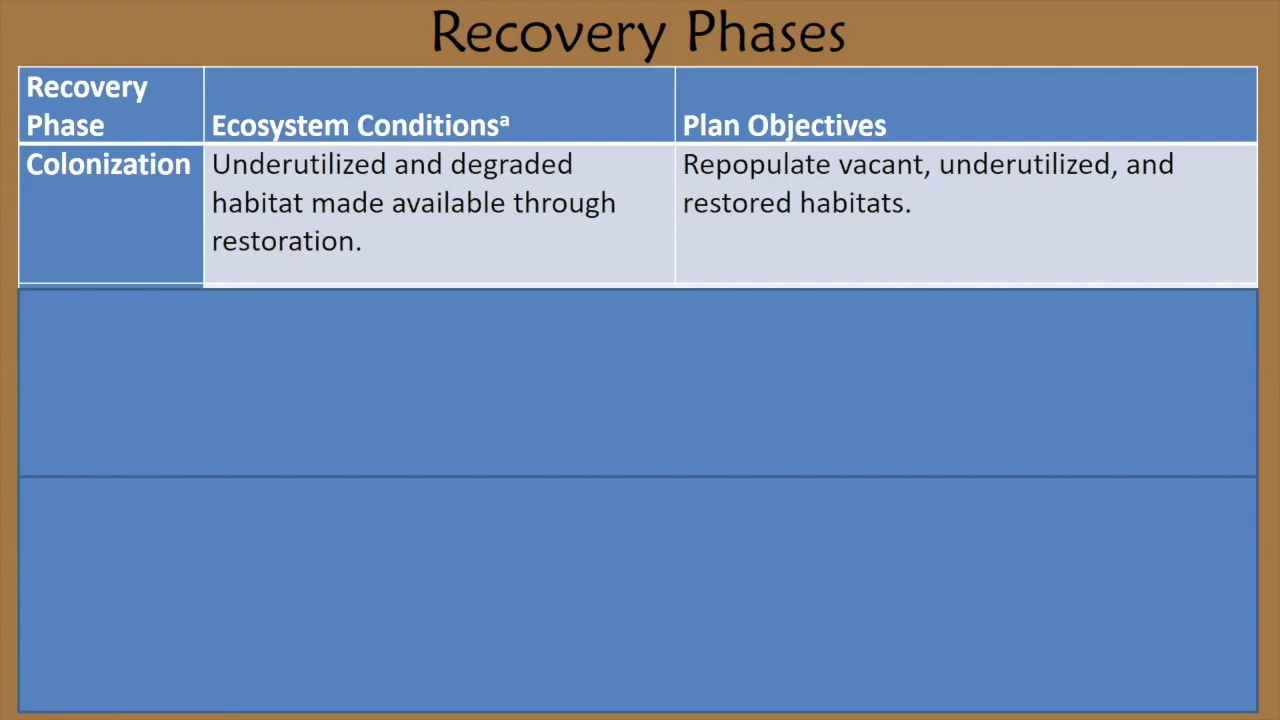 Recovery Phases
Recovery
Phase
Ecosystem Conditionsᵃ
Plan Objectives
Colonization
Underutilized and degraded
habitat made available through
restoration.
Repopulate vacant, underutilized, and
restored habitats.